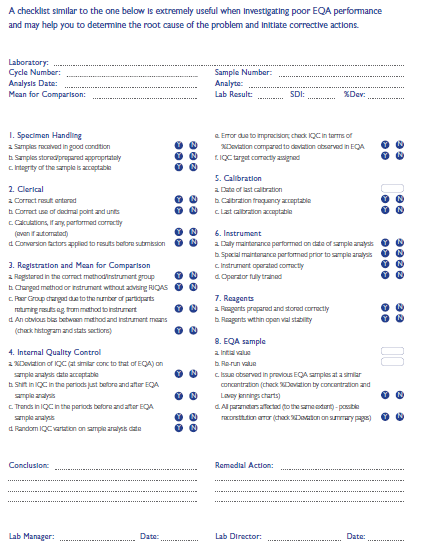 A checklist similar to the one below is extremely useful when investigating poor EQA performance
and may help you to determine the root cause of the problem and initiate corrective actions.
Laboratory:
Cycle Number:
Sample Number:
Analysis Date:
Analyte:
Mean for Comparison:
Lab Result:
SDI:
%Dev:
1. Specimen Handling
a. Samples received in good condition Y N
b. Samples stored/prepared appropriately Y N
c. Integrity of the sample is acceptable Y N
2. Clerical
a. Correct result entered Y N
b. Correct use of decimal point and units Y N
c. Calculations, if any, performed correctly
(even if automated) Y N
d. Conversion factors applied to results before submission Y N
3. Registration and Mean for Comparison
a. Registered in the correct method/instrument group Y N
b. Changed method or instrument without advising RIQAS Y N
c. Peer Group changed due to the number of participants
returning results e.g. from method to instrument Y N
d. An obvious bias between method and instrument means
(check histogram and stats sections) Y N
4. Internal Quality Control
a. %Deviation of IQC (at similar conc to that of EQA) on
sample analysis date acceptable Y N
b. Shift in IQC in the periods just before and after EQA
sample analysis Y N
c. Trends in IQC in the periods before and after EQA
sample analysis Y N
d. Random IQC variation on sample analysis date Y N
e. Error due to imprecision; check IQC in terms of
%Deviation compared to deviation observed in EQA Y N
f. IQC target correctly assigned Y N
5. Calibration
a. Date of last calibration
b. Calibration frequency acceptable Y N
c. Last calibration acceptable Y N
6. Instrument
a. Daily maintenance performed on date of sample analysis Y N
b. Special maintenance performed prior to sample analysis Y N
c. Instrument operated correctly Y N
d. Operator fully trained Y N
7. Reagents
a. Reagents prepared and stored correctly Y N
b. Reagents within open vial stability Y N
8. EQA sample
a. Initial value
b. Re-run value
c. Issue observed in previous EQA samples at a similar
concentration (check %Deviation by concentration and
Levey Jennings charts) Y N
d. All parameters affected (to the same extent) - possible
reconstitution error (check %Deviation on summary pages) Y N
Conclusion:
Remedial Action:
Lab Manager:
Date:
Lab Director:
Date: